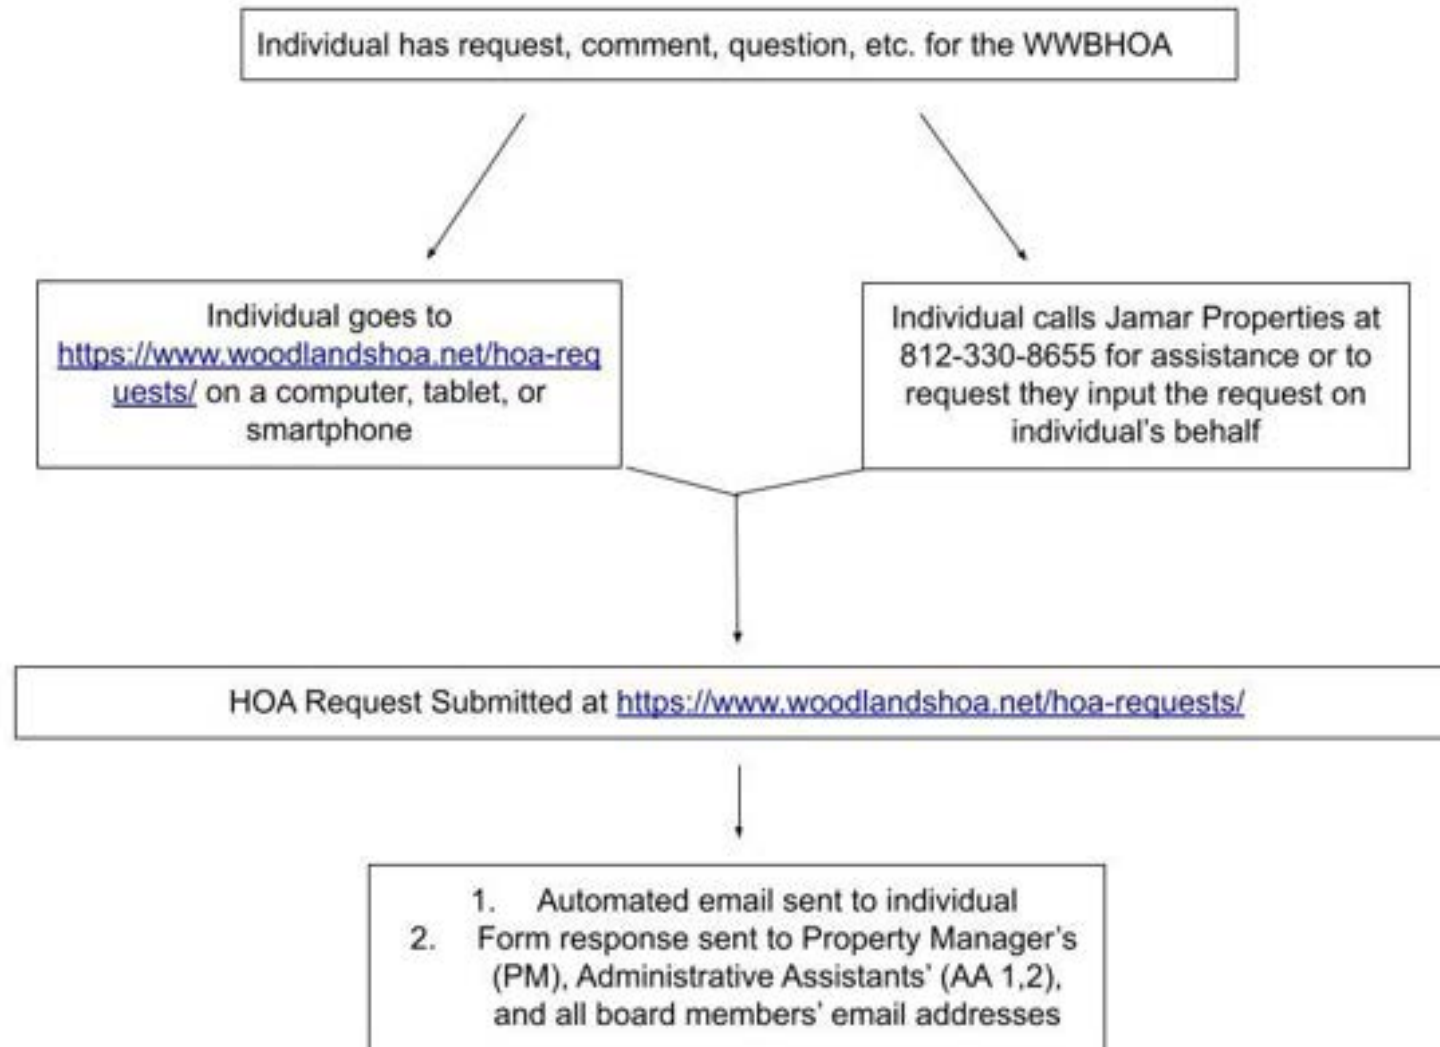 Individual has request, comment, question, etc. for the WWBHOA
Individual goes to
https://www.woodlandshoa.net/hoa-req
uests/ on a computer, tablet, or
smartphone
Individual calls Jamar Properties at
812-330-8655 for assistance or to
request they input the request on
individual's behalf
HOA Request Submitted at https://www.woodlandshoa.net/hoa-requests/
1. Automated email sent to individual
2. Form response sent to Property Manager's
(PM), Administrative Assistants' (AA 1,2),
and all board members' email addresses